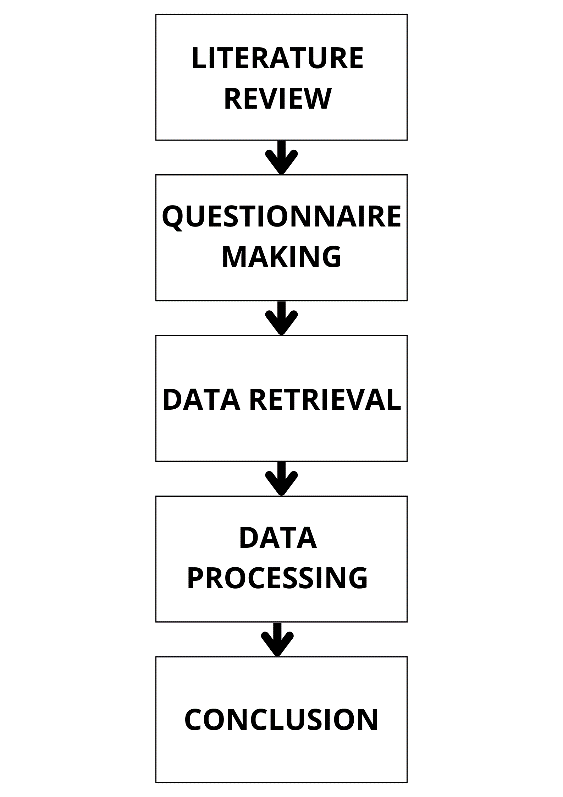 LITERATURE
REVIEW
QUESTIONNAIRE
MAKING
DATA RETRIEVAL
DATA
PROCESSING
CONCLUSION